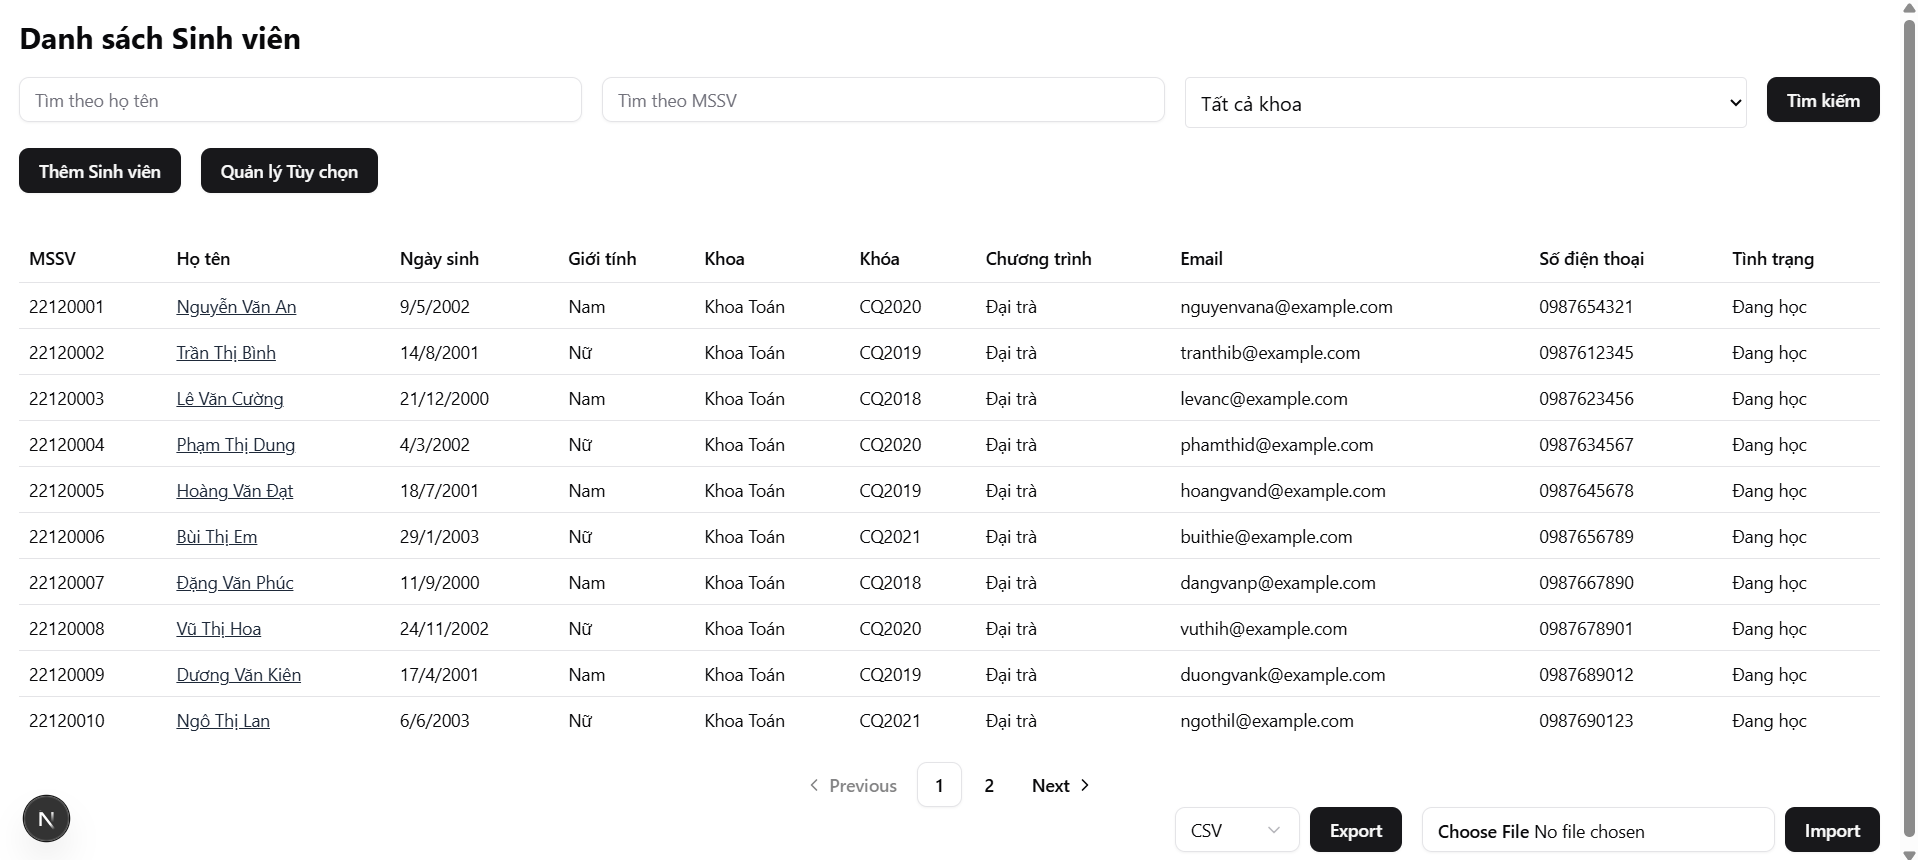 Danh sách Sinh viên
Tìm theo họ tên Tìm theo MSSV Tất cả khoa Tìm kiếm
Thêm Sinh viên Quản lý Tùy chọn
MSSV Họ tên Ngày sinh Giới tính Khoa Khóa Chương trình Email Số điện thoại Tình trạng
22120001 Nguyễn Văn An 9/5/2002 Nam Khoa Toán CQ2020 Đại trà nguyenvana@example.com 0987654321 Đang học
22120002 Trần Thị Bình 14/8/2001 Nữ Khoa Toán CQ2019 Đại trà tranthib@example.com 0987612345 Đang học
22120003 Lê Văn Cường 21/12/2000 Nam Khoa Toán CQ2018 Đại trà levanc@example.com 0987623456 Đang học
22120004 Phạm Thị Dung 4/3/2002 Nữ Khoa Toán CQ2020 Đại trà phamthid@example.com 0987634567 Đang học
22120005 Hoàng Văn Đạt 18/7/2001 Nam Khoa Toán CQ2019 Đại trà hoangvand@example.com 0987645678 Đang học
22120006 Bùi Thị Em 29/1/2003 Nữ Khoa Toán CQ2021 Đại trà buithie@example.com 0987656789 Đang học
22120007 Đặng Văn Phúc 11/9/2000 Nam Khoa Toán CQ2018 Đại trà dangvanp@example.com 0987667890 Đang học
22120008 Vũ Thị Hoa 24/11/2002 Nữ Khoa Toán CQ2020 Đại trà vuthih@example.com 0987678901 Đang học
22120009 Dương Văn Kiên 17/4/2001 Nam Khoa Toán CQ2019 Đại trà duongvank@example.com 0987689012 Đang học
22120010 Ngô Thị Lan 6/6/2003 Nữ Khoa Toán CQ2021 Đại trà ngothil@example.com 0987690123 Đang học
Previous 1 2 Next
N
CSV Export Choose File No file chosen Import